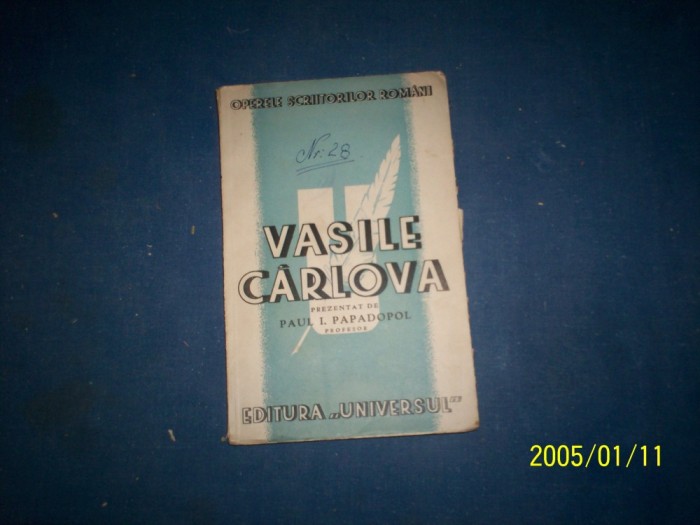 OPERELE SCRIITORILOR ROMÂNI
Nr. 28
VASILE
CÂRLOVA
PREZENTAT DE
PAUL I. PAPADOPOL
PROFESOR
EDITURA „UNIVERSUL”
2005/01/11